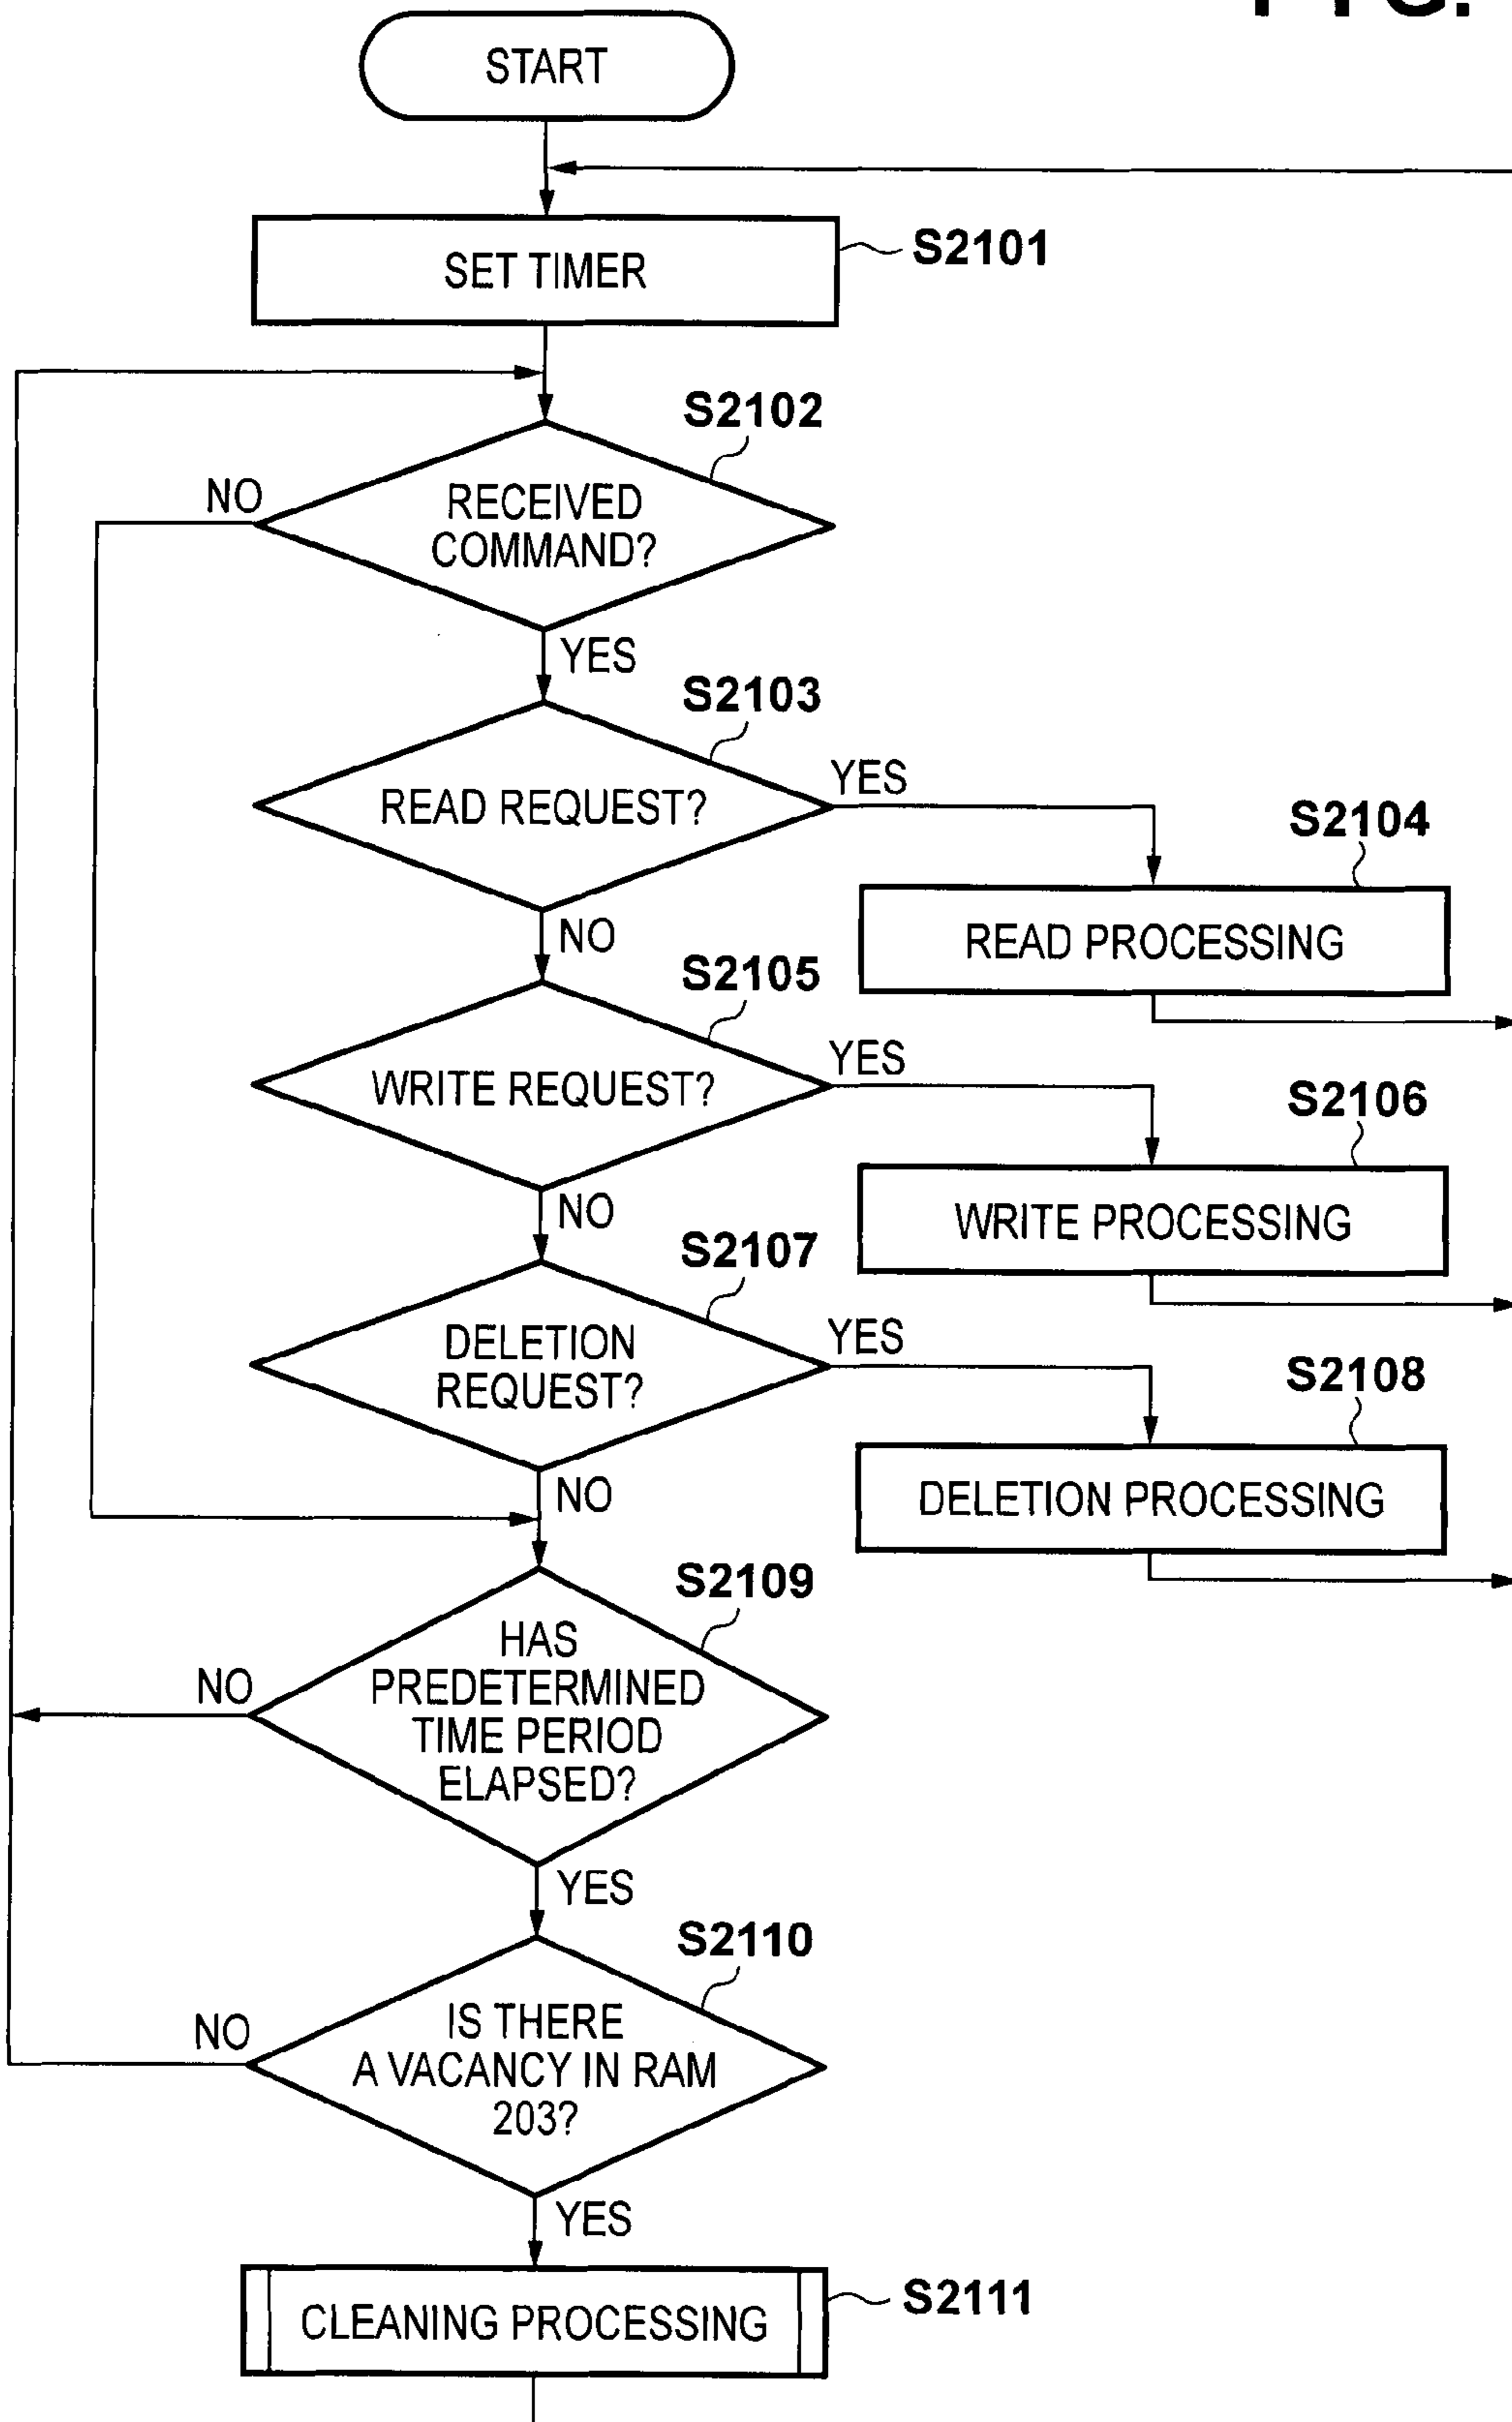 FIG.
START
SET TIMER
S2101
S2102
NO
RECEIVED
COMMAND?
YES
S2103
YES
READ REQUEST?
S2104
READ PROCESSING
NO
S2105
YES
WRITE REQUEST?
S2106
WRITE PROCESSING
NO
S2107
YES
DELETION
REQUEST?
S2108
DELETION PROCESSING
NO
S2109
HAS
PREDETERMINED
TIME PERIOD
ELAPSED?
NO
YES
S2110
NO
IS THERE
A VACANCY IN RAM
203?
YES
CLEANING PROCESSING
S2111